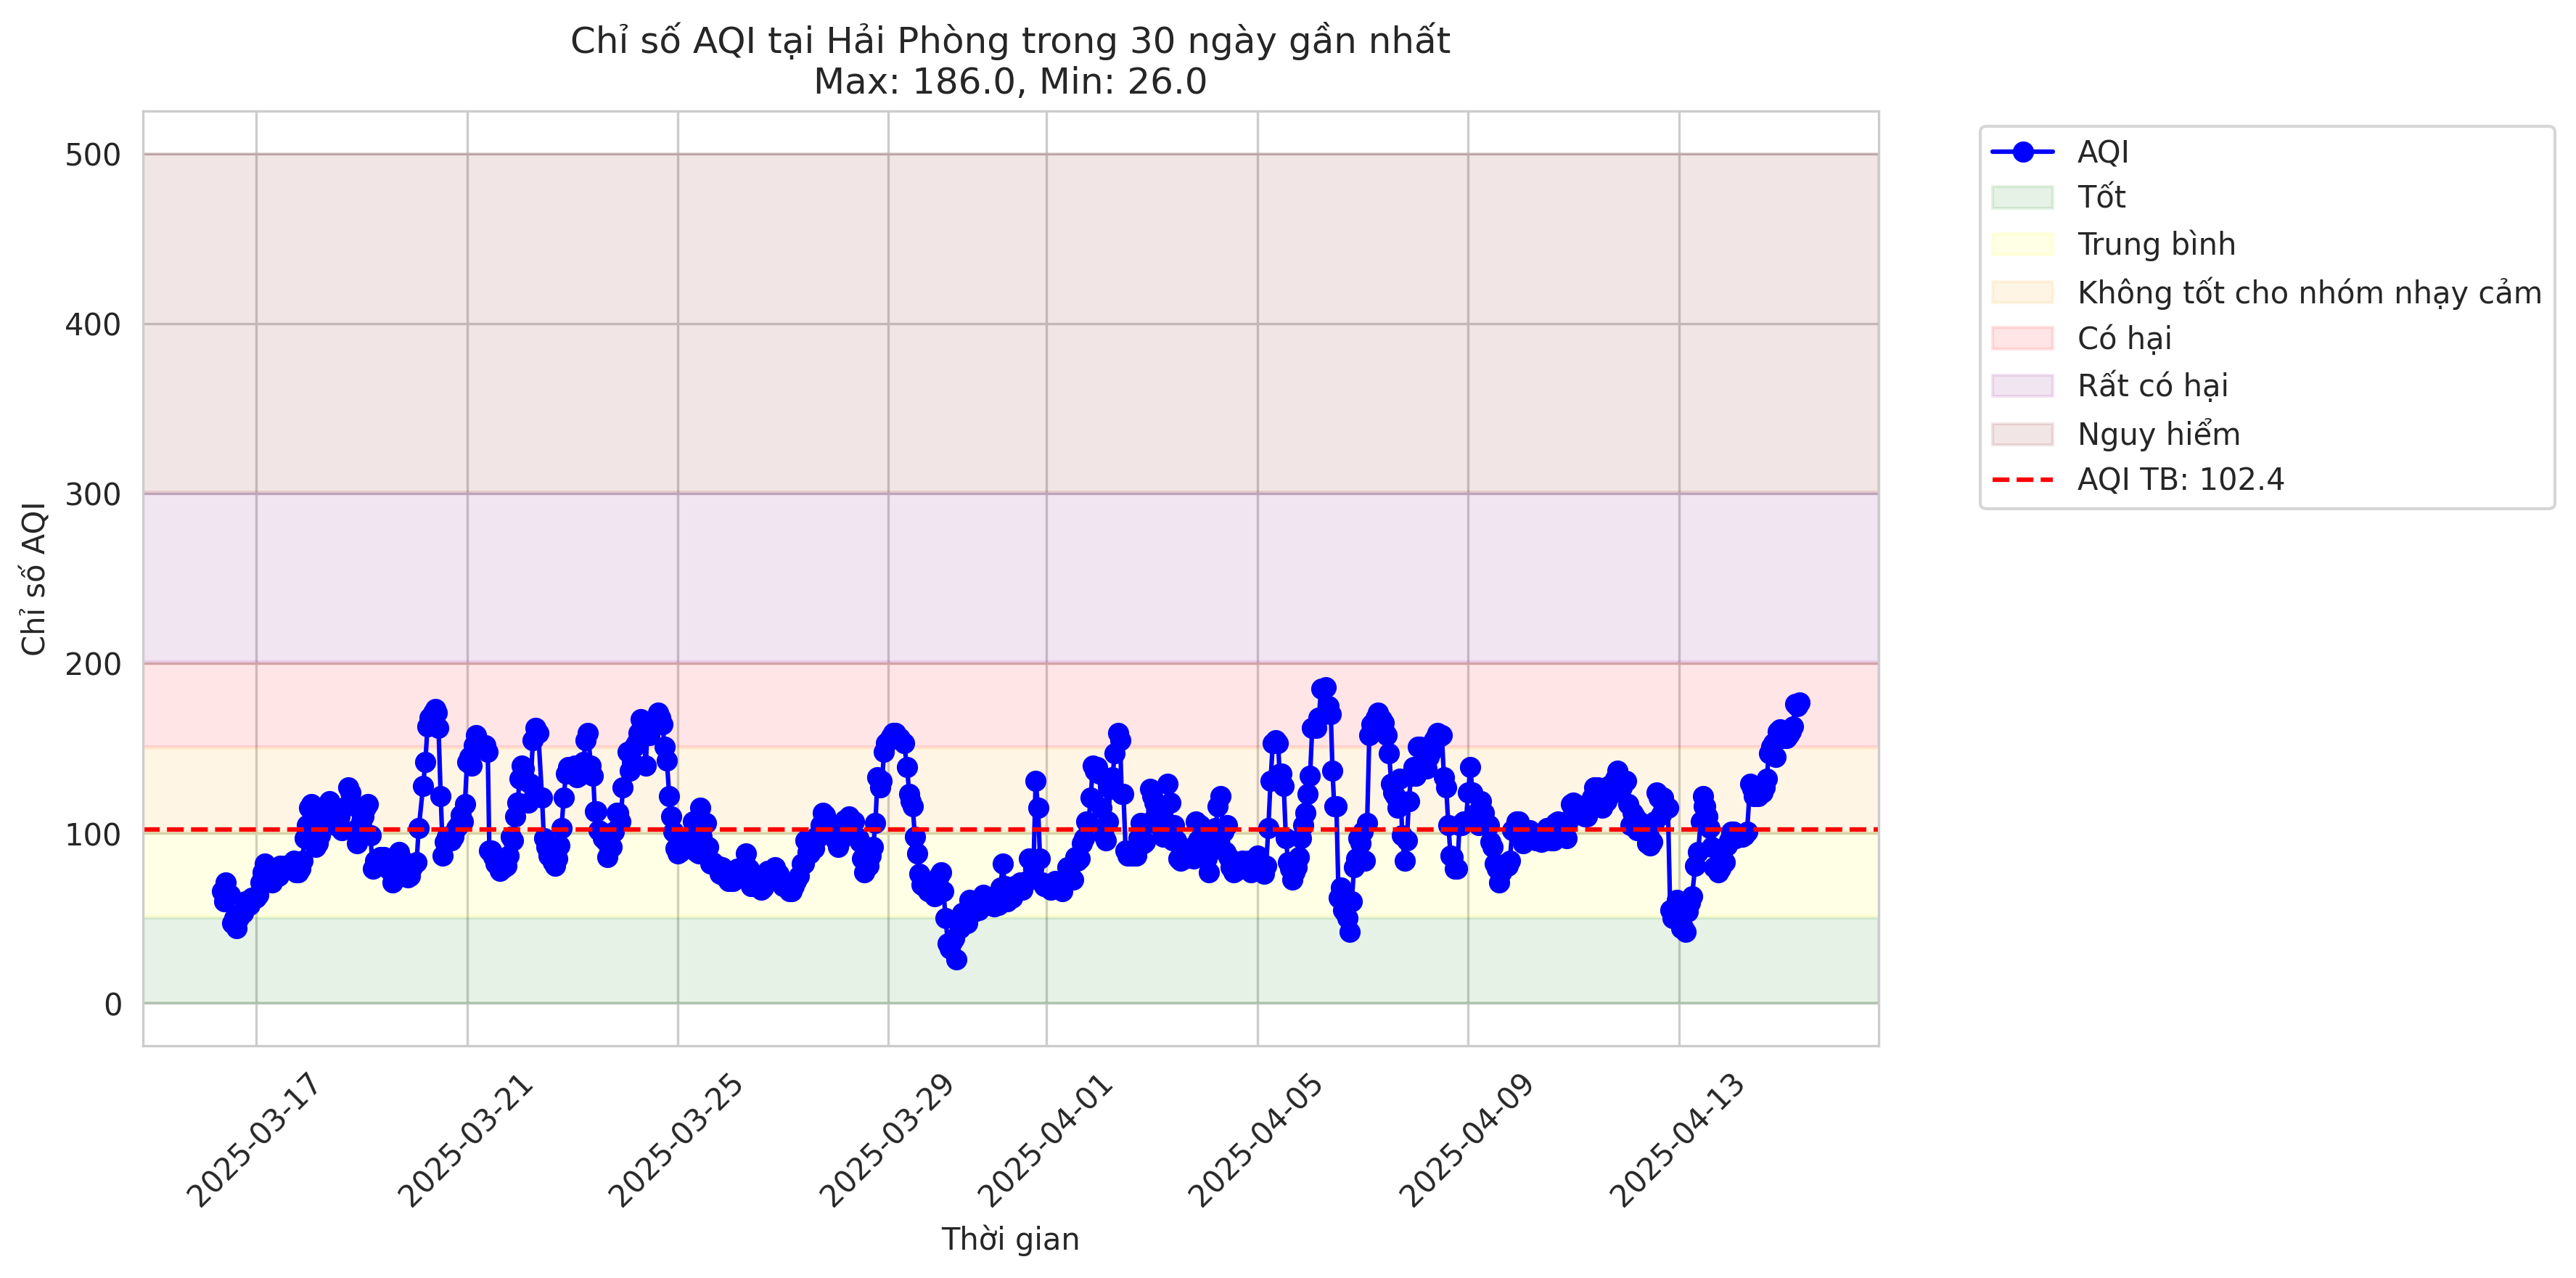 Chỉ số AQI tại Hải Phòng trong 30 ngày gần nhất
Max: 186.0, Min: 26.0
Chỉ số AQI
500
400
300
200
100
0
2025-03-17
2025-03-21
2025-03-25
2025-03-29
2025-04-01
2025-04-05
2025-04-09
2025-04-13
Thời gian
AQI
Tốt
Trung bình
Không tốt cho nhóm nhạy cảm
Có hại
Rất có hại
Nguy hiểm
AQI TB: 102.4